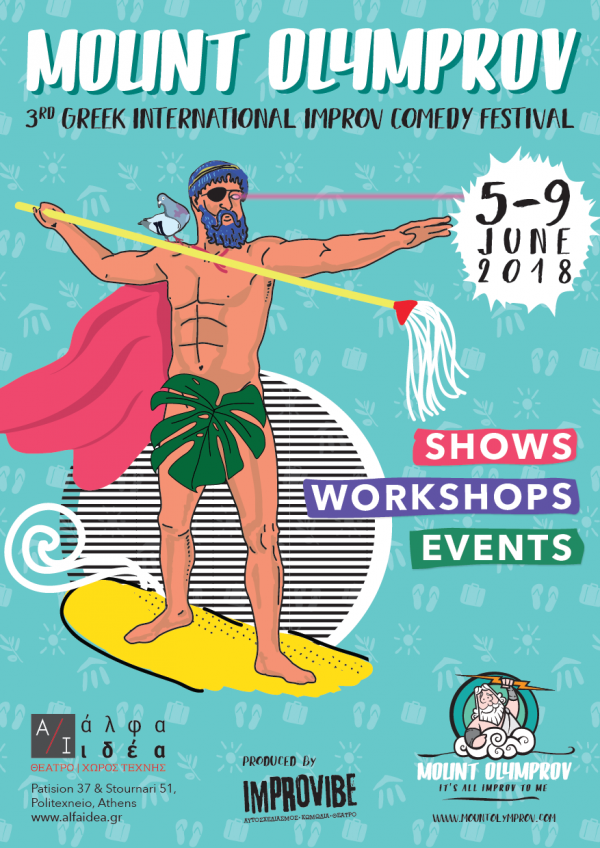 MOUNT OLYMPROV
3RD GREEK INTERNATIONAL IMPROV COMEDY FESTIVAL
5-9
JUNE
2018
SHOWS
WORKSHOPS
EVENTS
Α/Ι άλφα
ιδέα
ΘΕΑΤΡΟ | ΧΩΡΟΣ ΤΕΧΝΗΣ
Patision 37 & Stournari 51,
Politexneio, Athens
www.alfaidea.gr
PRODUCED BY
IMPROVIBE
ΑΥΤΟΣΧΕΔΙΑΣΜΟΣ·ΚΩΜΩΔΙΑ·ΘΕΑΤΡΟ
MOUNT OLYMPROV
IT'S ALL IMPROV TO ME
WWW.MOUNTOLYMPROV.COM